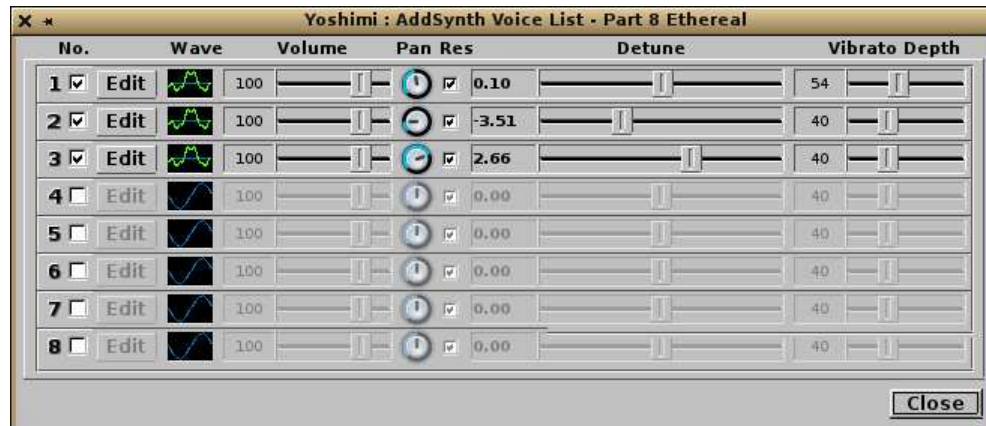 Yoshimi : AddSynth Voice List - Part 8 Ethereal
No. Wave Volume Pan Res Detune Vibrato Depth
1 Edit 100 0.10 54
2 Edit 100 -3.51 40
3 Edit 100 2.66 40
4 Edit 100 0.00 40
5 Edit 100 0.00 40
6 Edit 100 0.00 40
7 Edit 100 0.00 40
8 Edit 100 0.00 40
Close